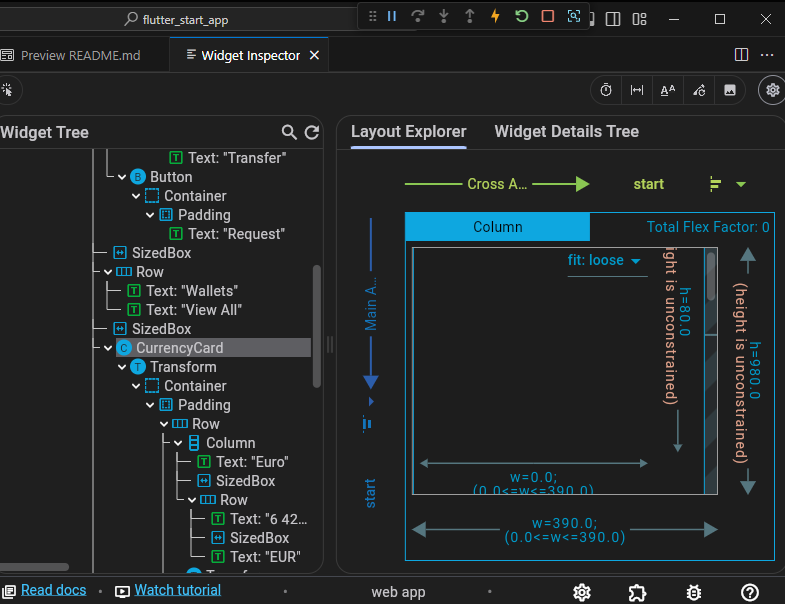 flutter_start_app
Preview README.md
Widget Inspector
Widget Tree
Text: "Transfer"
B Button
Container
Padding
T Text: "Request"
SizedBox
Row
T Text: "Wallets"
T Text: "View All"
SizedBox
C CurrencyCard
T Transform
Container
Padding
Row
Column
T Text: "Euro"
SizedBox
Row
T Text: "6 42...
SizedBox
T Text: "EUR"
Layout Explorer
Widget Details Tree
Cross A...
start
Main A...
start
Column
Total Flex Factor: 0
fit: loose
h=80.0
(height is unconstrained)
h=980.0
(height is unconstrained)
w=0.0;
(0.0<=w<=390.0)
w=390.0;
(0.0<=w<=390.0)
Read docs • Watch tutorial • web app •